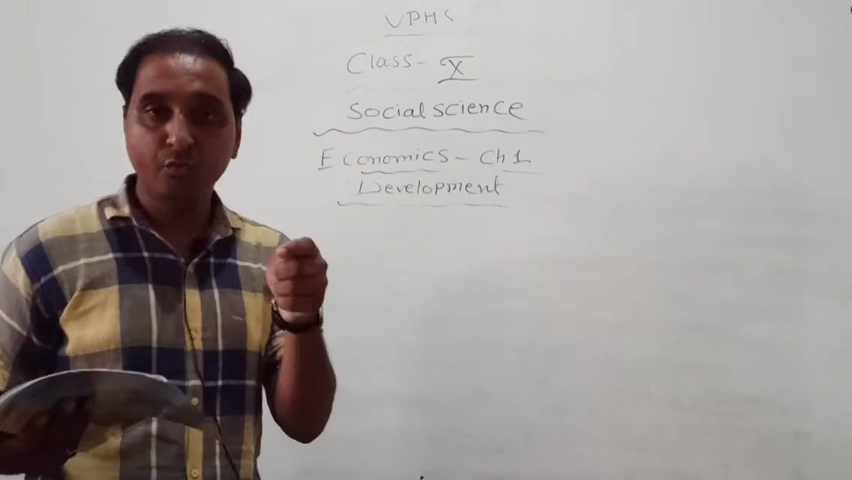 VPHS
Class - X
Social science
Economics - Ch 1
Development